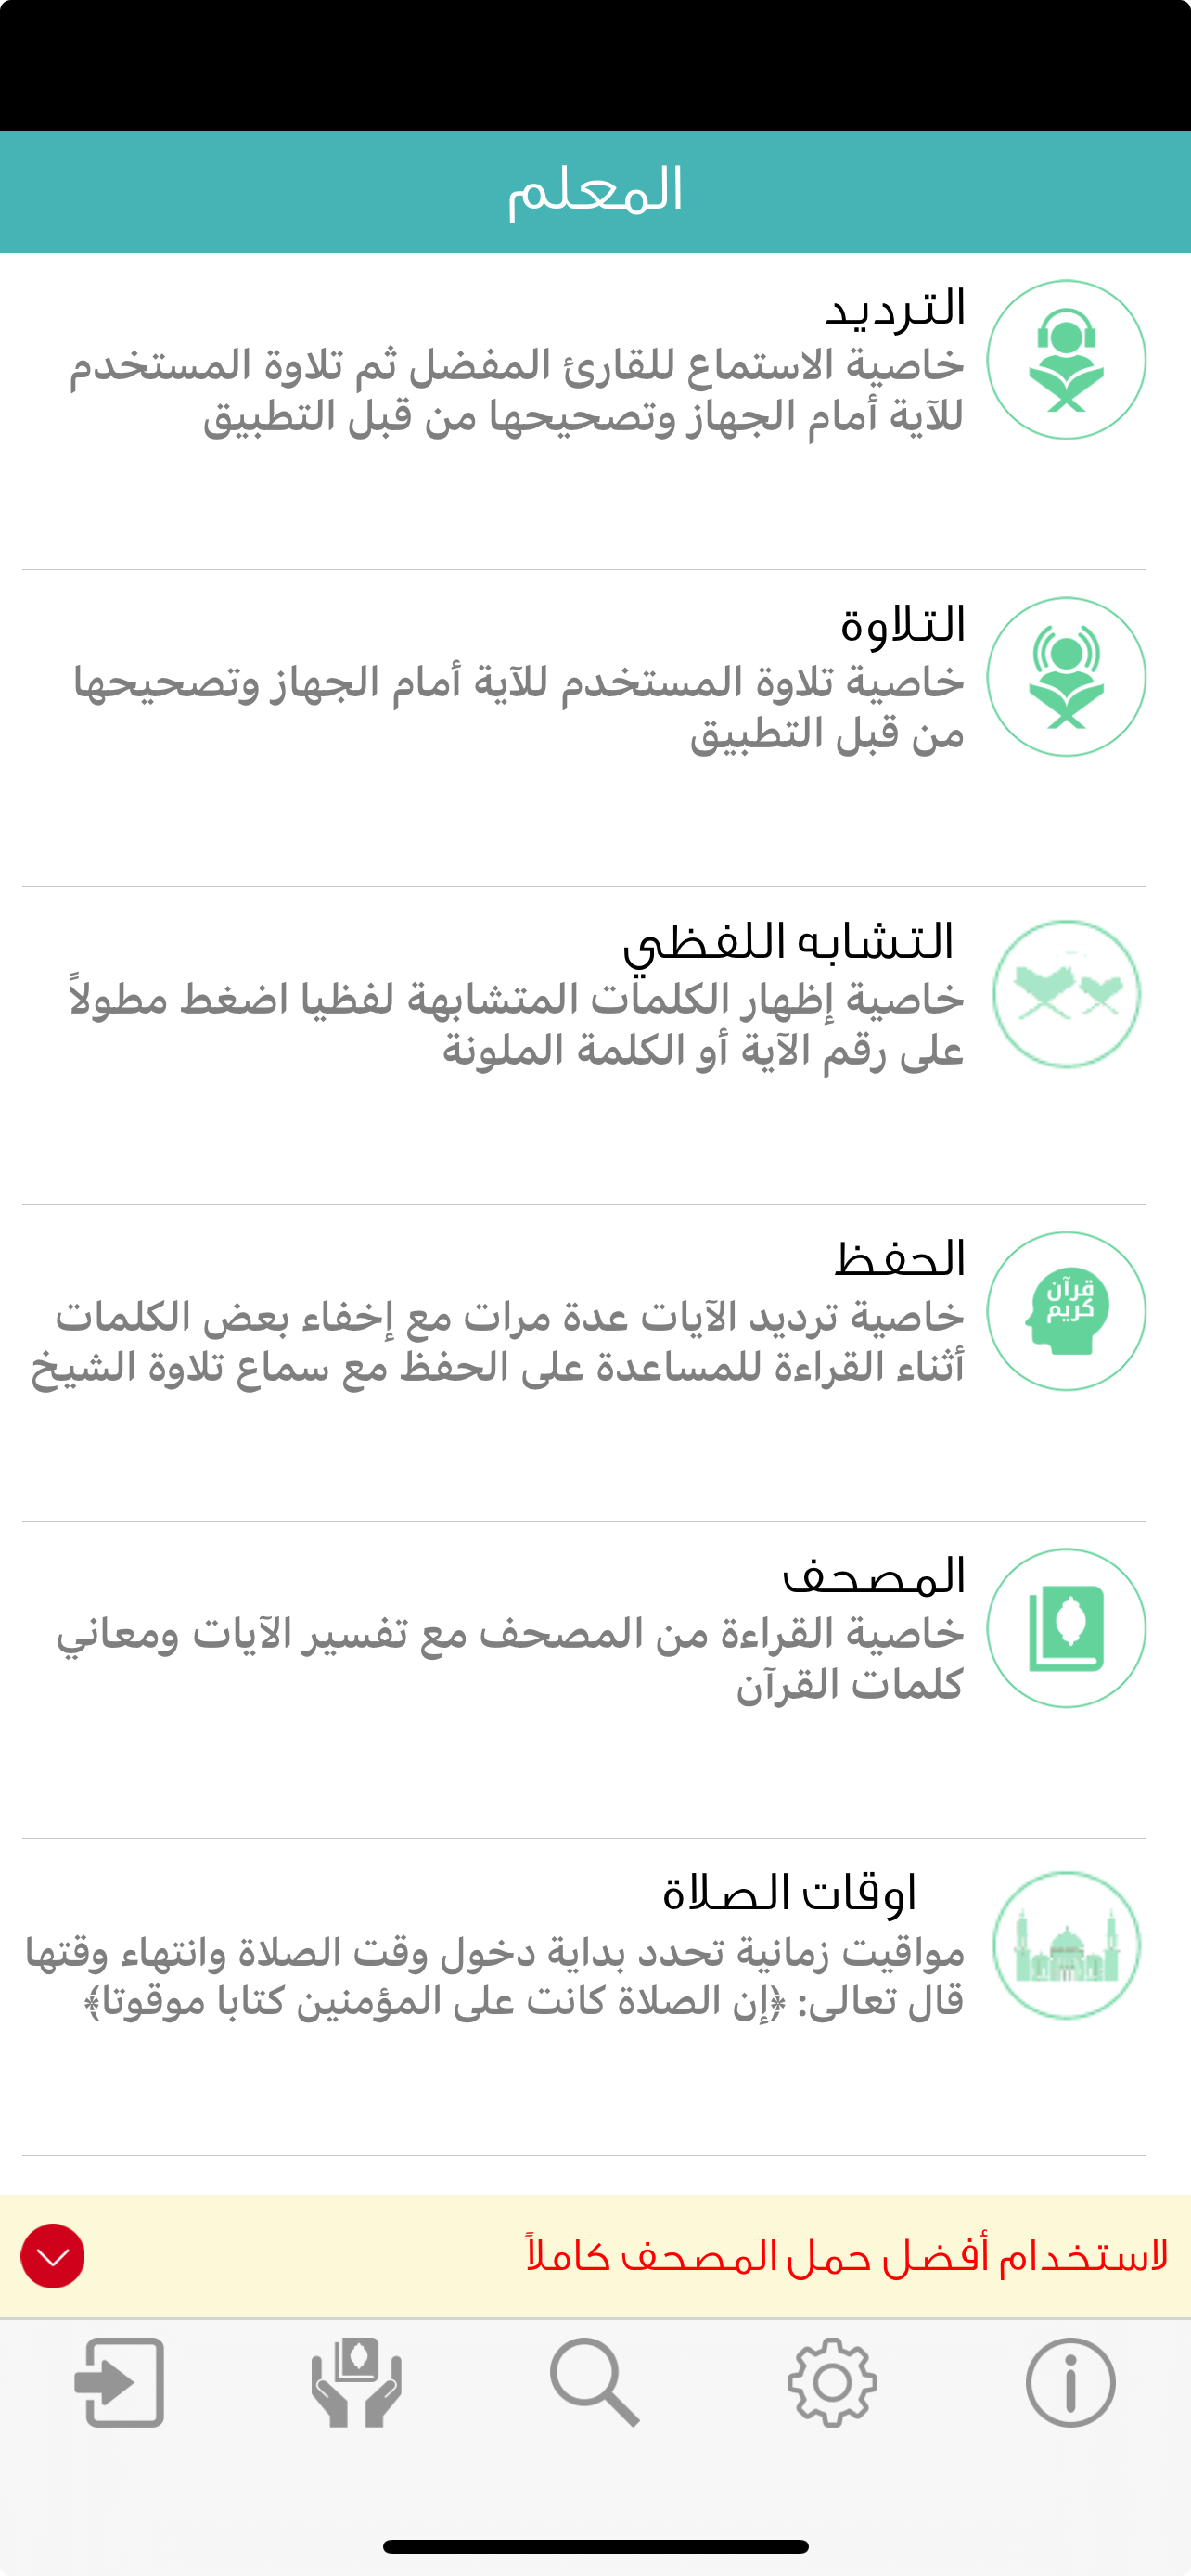 المعلم
الترديد
خاصية الاستماع للقارئ المفضل ثم تلاوة المستخدم
للآية أمام الجهاز وتصحيحها من قبل التطبيق
التلاوة
خاصية تلاوة المستخدم للآية أمام الجهاز وتصحيحها
من قبل التطبيق
التشابه اللفظي
خاصية إظهار الكلمات المتشابهة لفظيا اضغط مطولاً
على رقم الآية أو الكلمة الملونة
الحفظ
قرآن
كريم
خاصية ترديد الآيات عدة مرات مع إخفاء بعض الكلمات
أثناء القراءة للمساعدة على الحفظ مع سماع تلاوة الشيخ
المصحف
خاصية القراءة من المصحف مع تفسير الآيات ومعاني
كلمات القرآن
اوقات الصلاة
مواقيت زمانية تحدد بداية دخول وقت الصلاة وانتهاء وقتها
قال تعالى: ﴿إن الصلاة كانت على المؤمنين كتابا موقوتا﴾
لاستخدام أفضل حمل المصحف كاملاً